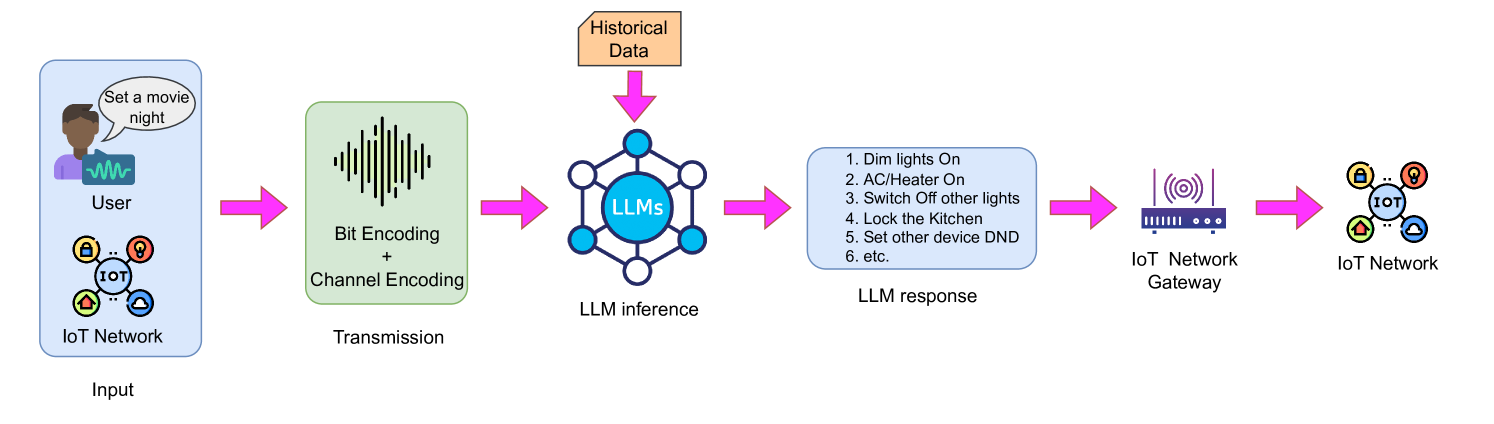 Set a movie
night
User
IOT
IoT Network
Input
Bit Encoding
+
Channel Encoding
Transmission
Historical
Data
LLMs
LLM inference
1. Dim lights On
2. AC/Heater On
3. Switch Off other lights
4. Lock the Kitchen
5. Set other device DND
6. etc.
LLM response
IoT Network
Gateway
IOT
IoT Network